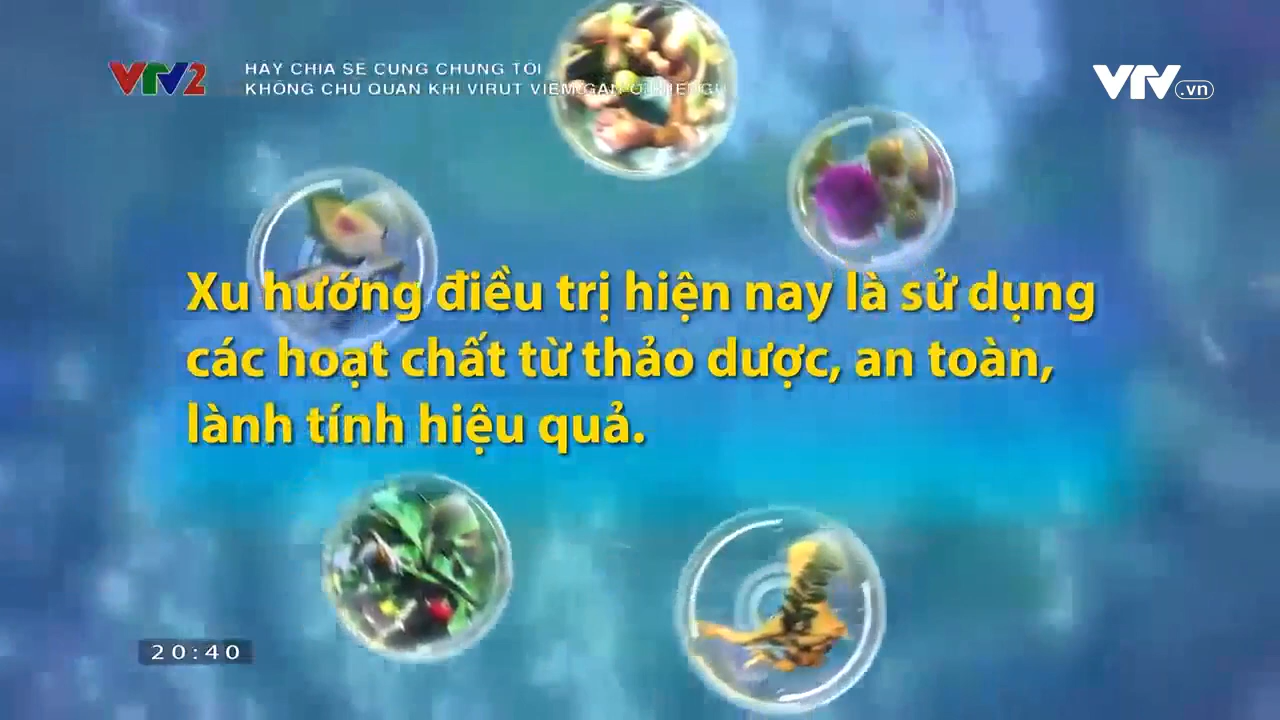 VTV2
HÃY CHIA SẺ CÙNG CHÚNG TÔI
KHÔNG CHỦ QUAN KHI VIRUT VIÊM GAN
VTV.vn
Xu hướng điều trị hiện nay là sử dụng
các hoạt chất từ thảo dược, an toàn,
lành tính hiệu quả.
20:40